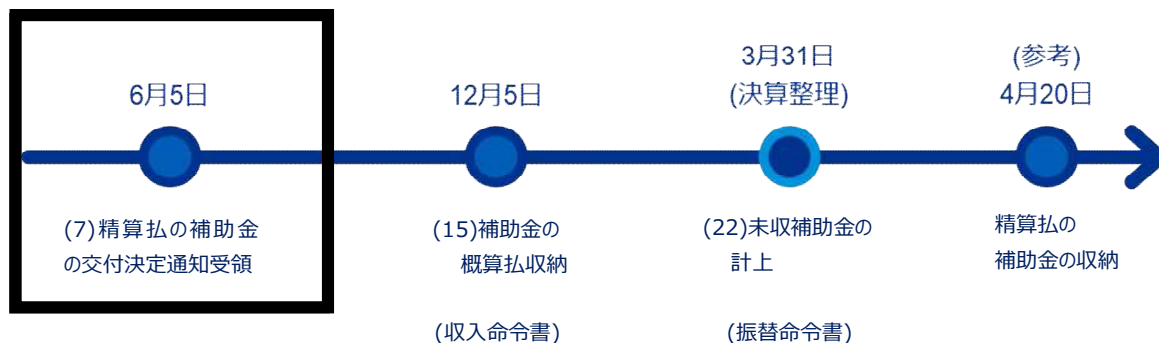 6月5日
(7)精算払の補助金
の交付決定通知受領
12月5日
(15)補助金の
概算払収納
(収入命令書)
3月31日
(決算整理)
(22)未収補助金の
計上
(振替命令書)
(参考)
4月20日
精算払の
補助金の収納